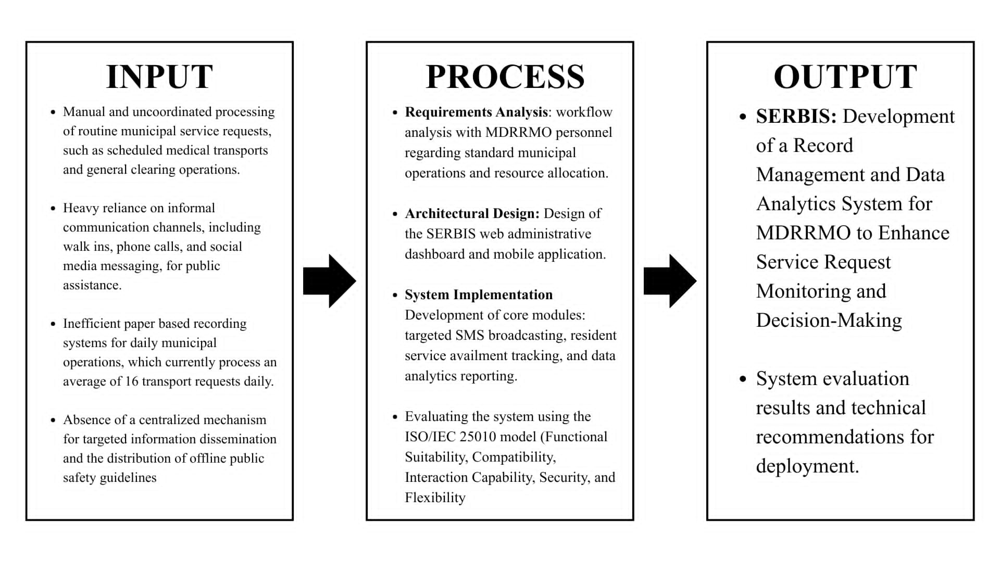 INPUT
• Manual and uncoordinated processing
of routine municipal service requests,
such as scheduled medical transports
and general clearing operations.
• Heavy reliance on informal
communication channels, including
walk ins, phone calls, and social
media messaging, for public
assistance.
• Inefficient paper based recording
systems for daily municipal
operations, which currently process an
average of 16 transport requests daily.
• Absence of a centralized mechanism
for targeted information dissemination
and the distribution of offline public
safety guidelines
PROCESS
• Requirements Analysis: workflow
analysis with MDRRMO personnel
regarding standard municipal
operations and resource allocation.
• Architectural Design: Design of
the SERBIS web administrative
dashboard and mobile application.
• System Implementation
Development of core modules:
targeted SMS broadcasting, resident
service availment tracking, and data
analytics reporting.
• Evaluating the system using the
ISO/IEC 25010 model (Functional
Suitability, Compatibility,
Interaction Capability, Security, and
Flexibility
OUTPUT
• SERBIS: Development
of a Record
Management and Data
Analytics System for
MDRRMO to Enhance
Service Request
Monitoring and
Decision-Making
• System evaluation
results and technical
recommendations for
deployment.